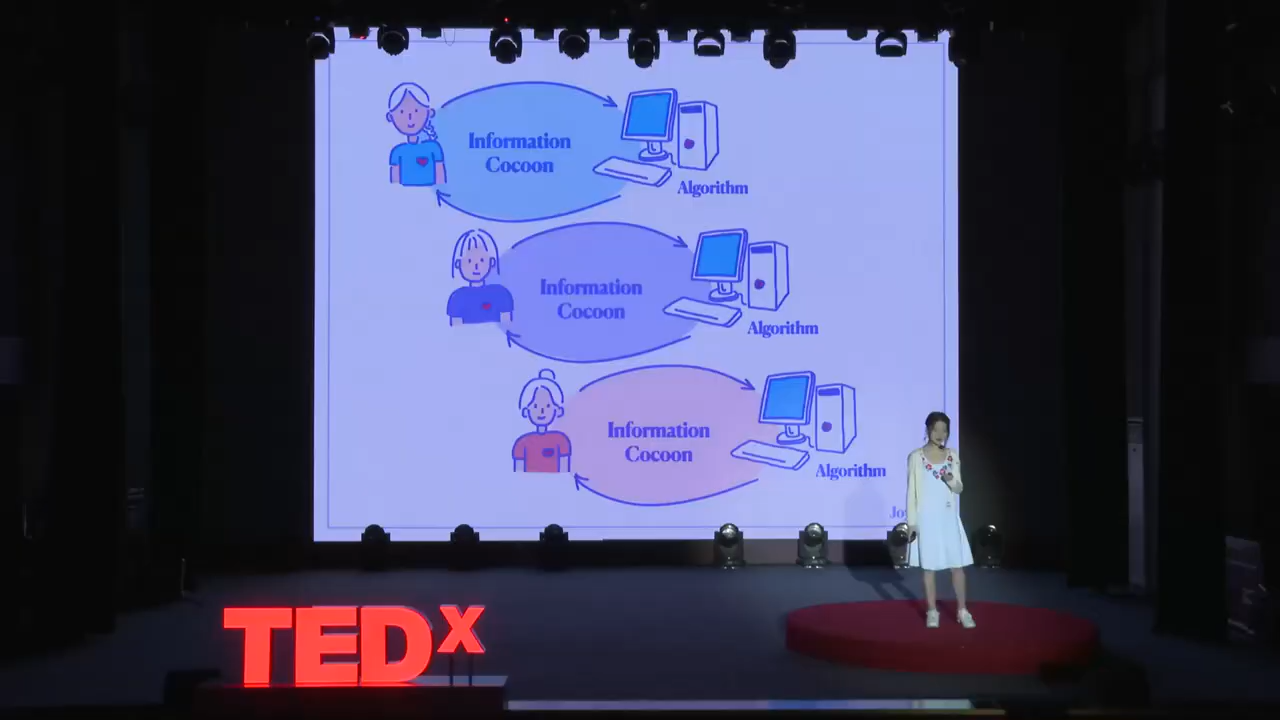 Information
Cocoon
Algorithm
Information
Cocoon
Algorithm
Information
Cocoon
Algorithm
TEDx